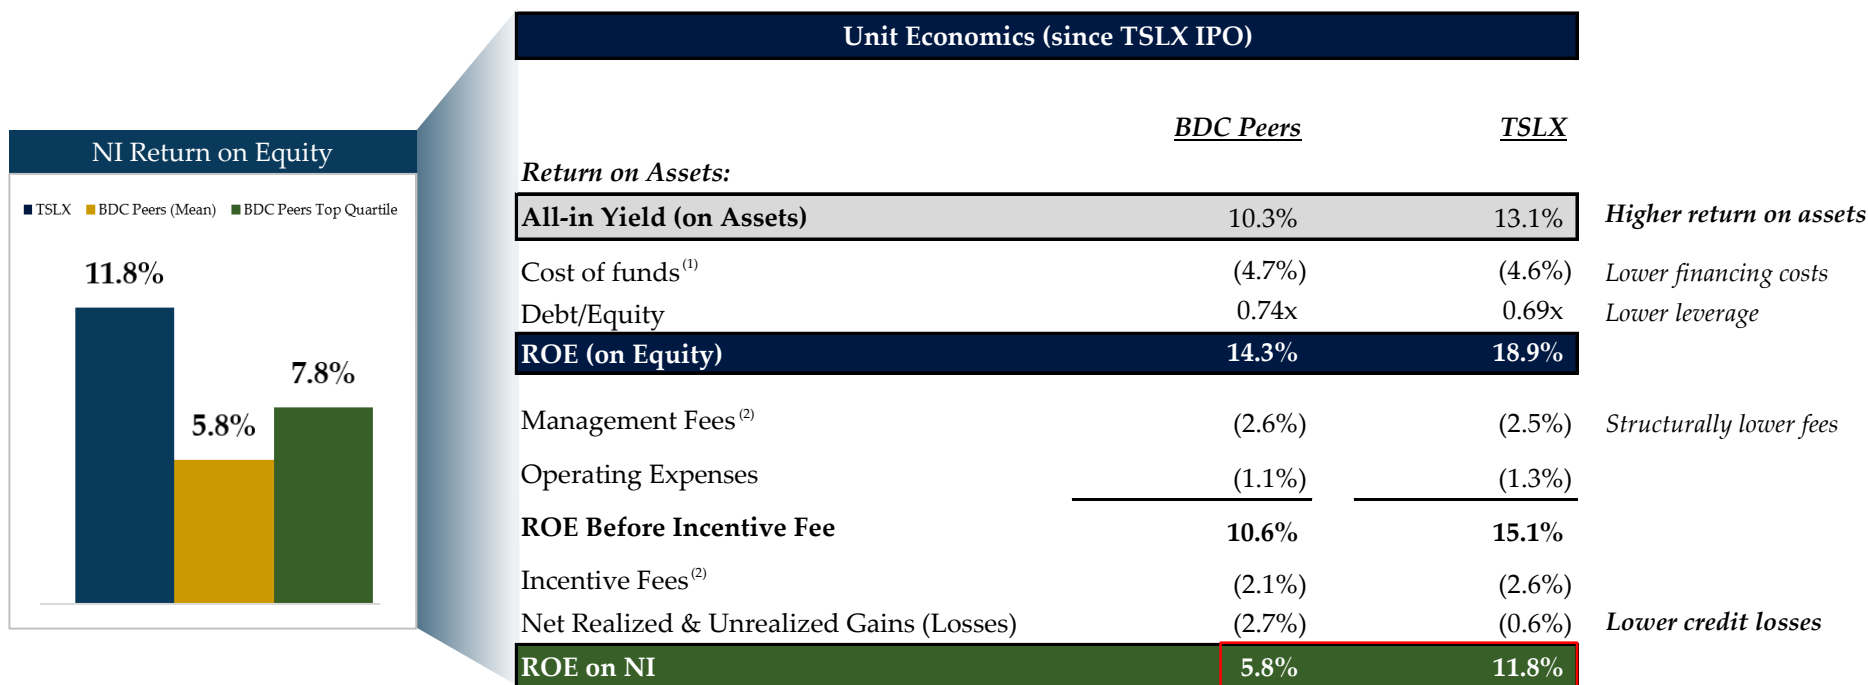 Unit Economics (since TSLX IPO)
NI Return on Equity
TSLX BDC Peers (Mean) BDC Peers Top Quartile
11.8%
5.8%
7.8%
BDC Peers TSLX
Return on Assets:
All-in Yield (on Assets) 10.3% 13.1% Higher return on assets
Cost of funds(1) (4.7%) (4.6%) Lower financing costs
Debt/Equity 0.74x 0.69x Lower leverage
ROE (on Equity) 14.3% 18.9%
Management Fees(2) (2.6%) (2.5%) Structurally lower fees
Operating Expenses (1.1%) (1.3%)
ROE Before Incentive Fee 10.6% 15.1%
Incentive Fees(2) (2.1%) (2.6%)
Net Realized & Unrealized Gains (Losses) (2.7%) (0.6%) Lower credit losses
ROE on NI 5.8% 11.8%